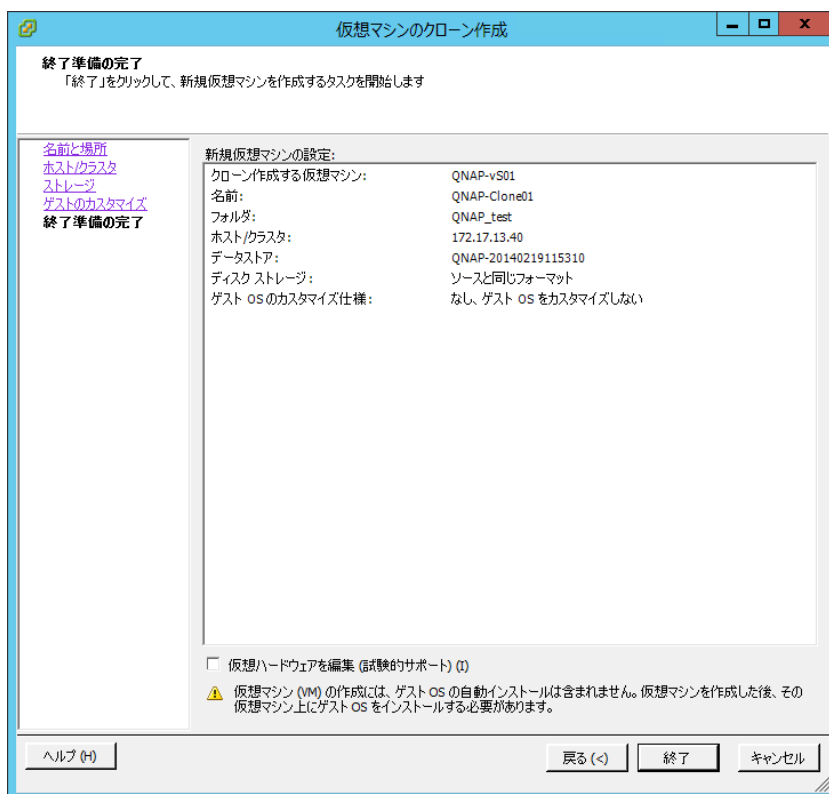 仮想マシンのクローン作成
終了準備の完了
「終了」をクリックして、新規仮想マシンを作成するタスクを開始します
名前と場所
ホスト/クラスタ
ストレージ
ゲストのカスタマイズ
終了準備の完了
新規仮想マシンの設定:
クローン作成する仮想マシン: QNAP-vS01
名前: QNAP-Clone01
フォルダ: QNAP_test
ホスト/クラスタ: 172.17.13.40
データストア: QNAP-20140219115310
ディスク ストレージ: ソースと同じフォーマット
ゲスト OS のカスタマイズ仕様: なし、ゲスト OS をカスタマイズしない
仮想ハードウェアを編集 (試験的サポート) (I)
仮想マシン (VM) の作成には、ゲスト OS の自動インストールは含まれません。仮想マシンを作成した後、その
仮想マシン上にゲスト OS をインストールする必要があります。
ヘルプ (H) 戻る (<) 終了 キャンセル